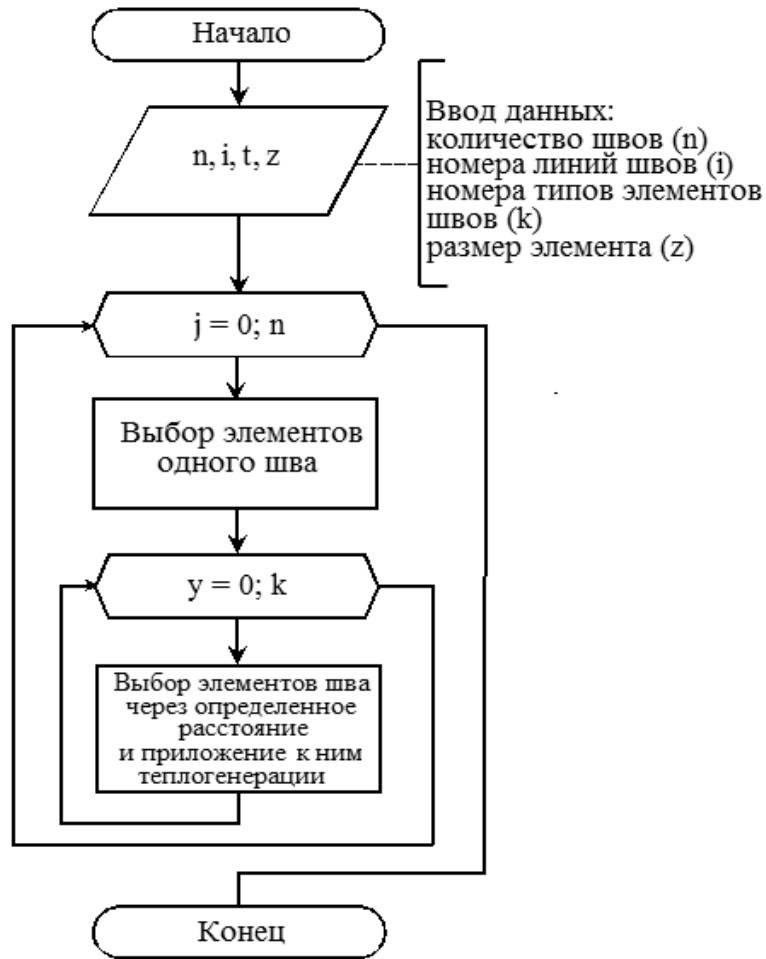 Начало
n, i, t, z
Ввод данных:
количество швов (n)
номера линий швов (i)
номера типов элементов
швов (k)
размер элемента (z)
j = 0; n
Выбор элементов
одного шва
y = 0; k
Выбор элементов шва
через определенное
расстояние
и приложение к ним
теплогенерации
Конец